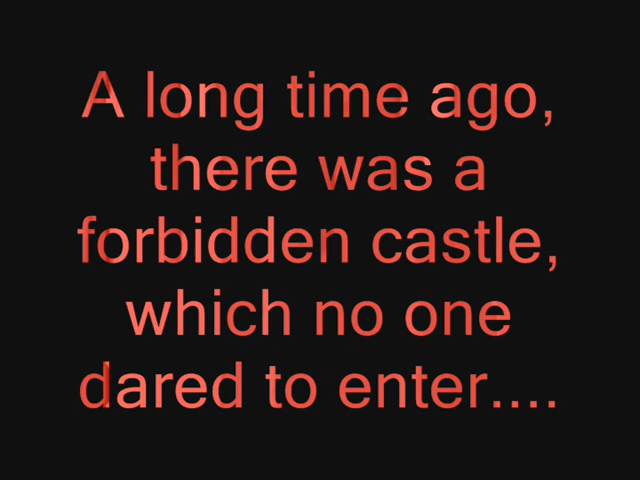 A long time ago,
there was a
forbidden castle,
which no one
dared to enter....